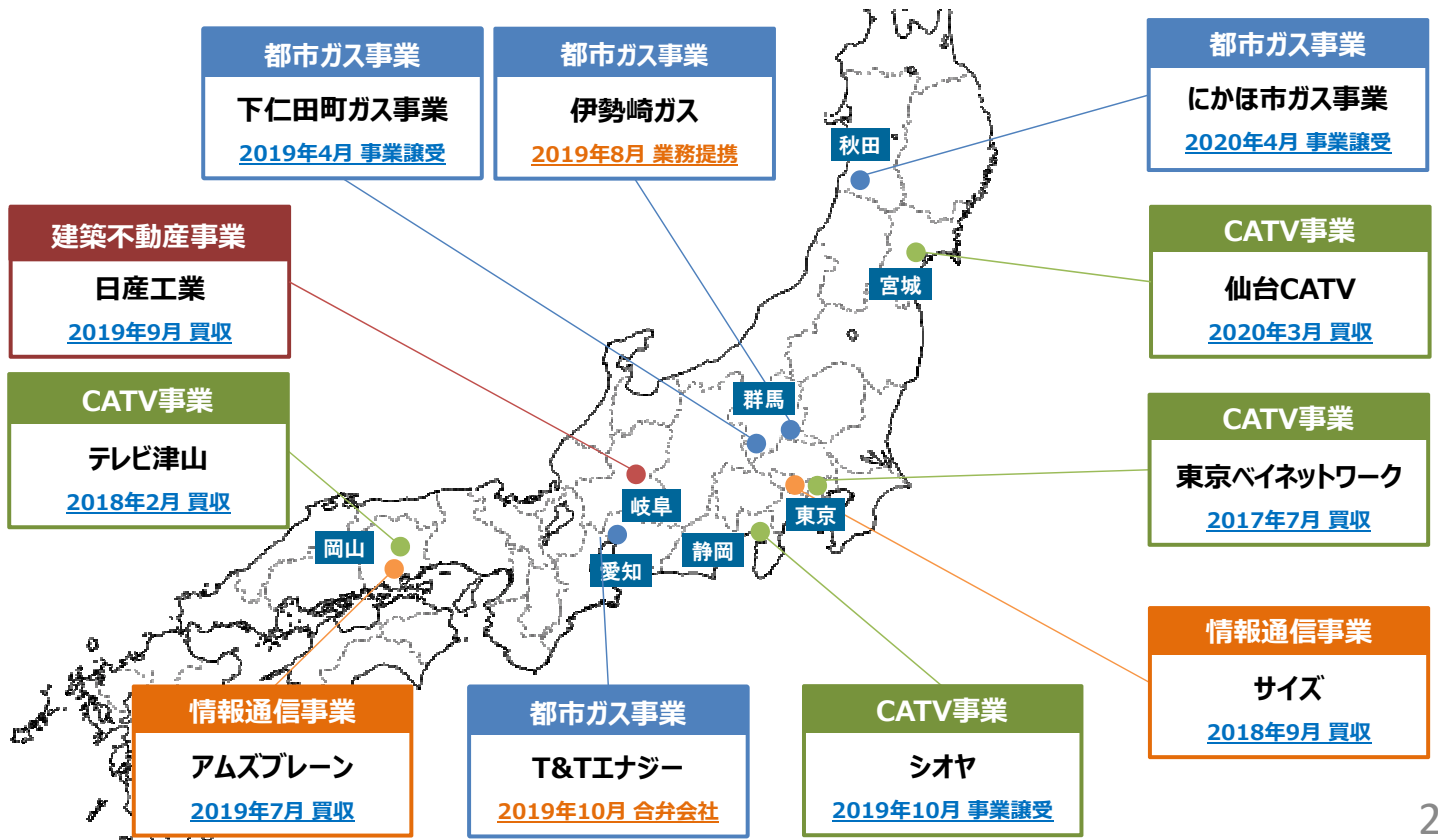 都市ガス事業
下仁田町ガス事業
2019年4月 事業譲受
都市ガス事業
伊勢崎ガス
2019年8月 業務提携
都市ガス事業
にかほ市ガス事業
2020年4月 事業譲受
建築不動産事業
日産工業
2019年9月 買収
CATV事業
仙台CATV
2020年3月 買収
CATV事業
テレビ津山
2018年2月 買収
CATV事業
東京ベイネットワーク
2017年7月 買収
秋田
宮城
群馬
岐阜
東京
岡山
愛知
静岡
情報通信事業
アムズブレーン
2019年7月 買収
都市ガス事業
T&Tエナジー
2019年10月 合弁会社
CATV事業
シオヤ
2019年10月 事業譲受
情報通信事業
サイズ
2018年9月 買収
2